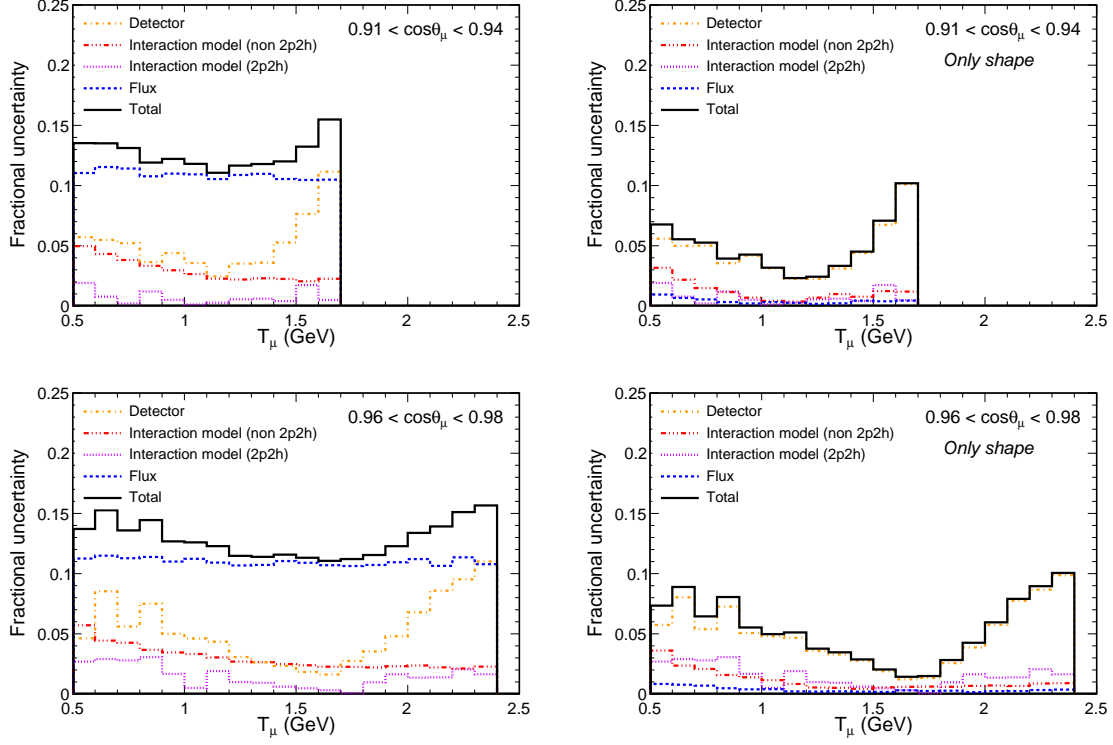 0.25
0.2
0.15
0.1
0.05
0
Fractional uncertainty
Detector
Interaction model (non 2p2h)
Interaction model (2p2h)
Flux
Total
0.91 < cosθμ < 0.94
0.5 1 1.5 2 2.5
Tμ (GeV)
0.25
0.2
0.15
0.1
0.05
0
Fractional uncertainty
Detector
Interaction model (non 2p2h)
Interaction model (2p2h)
Flux
Total
0.91 < cosθμ < 0.94
Only shape
0.5 1 1.5 2 2.5
Tμ (GeV)
0.25
0.2
0.15
0.1
0.05
0
Fractional uncertainty
Detector
Interaction model (non 2p2h)
Interaction model (2p2h)
Flux
Total
0.96 < cosθμ < 0.98
0.5 1 1.5 2 2.5
Tμ (GeV)
0.25
0.2
0.15
0.1
0.05
0
Fractional uncertainty
Detector
Interaction model (non 2p2h)
Interaction model (2p2h)
Flux
Total
0.96 < cosθμ < 0.98
Only shape
0.5 1 1.5 2 2.5
Tμ (GeV)